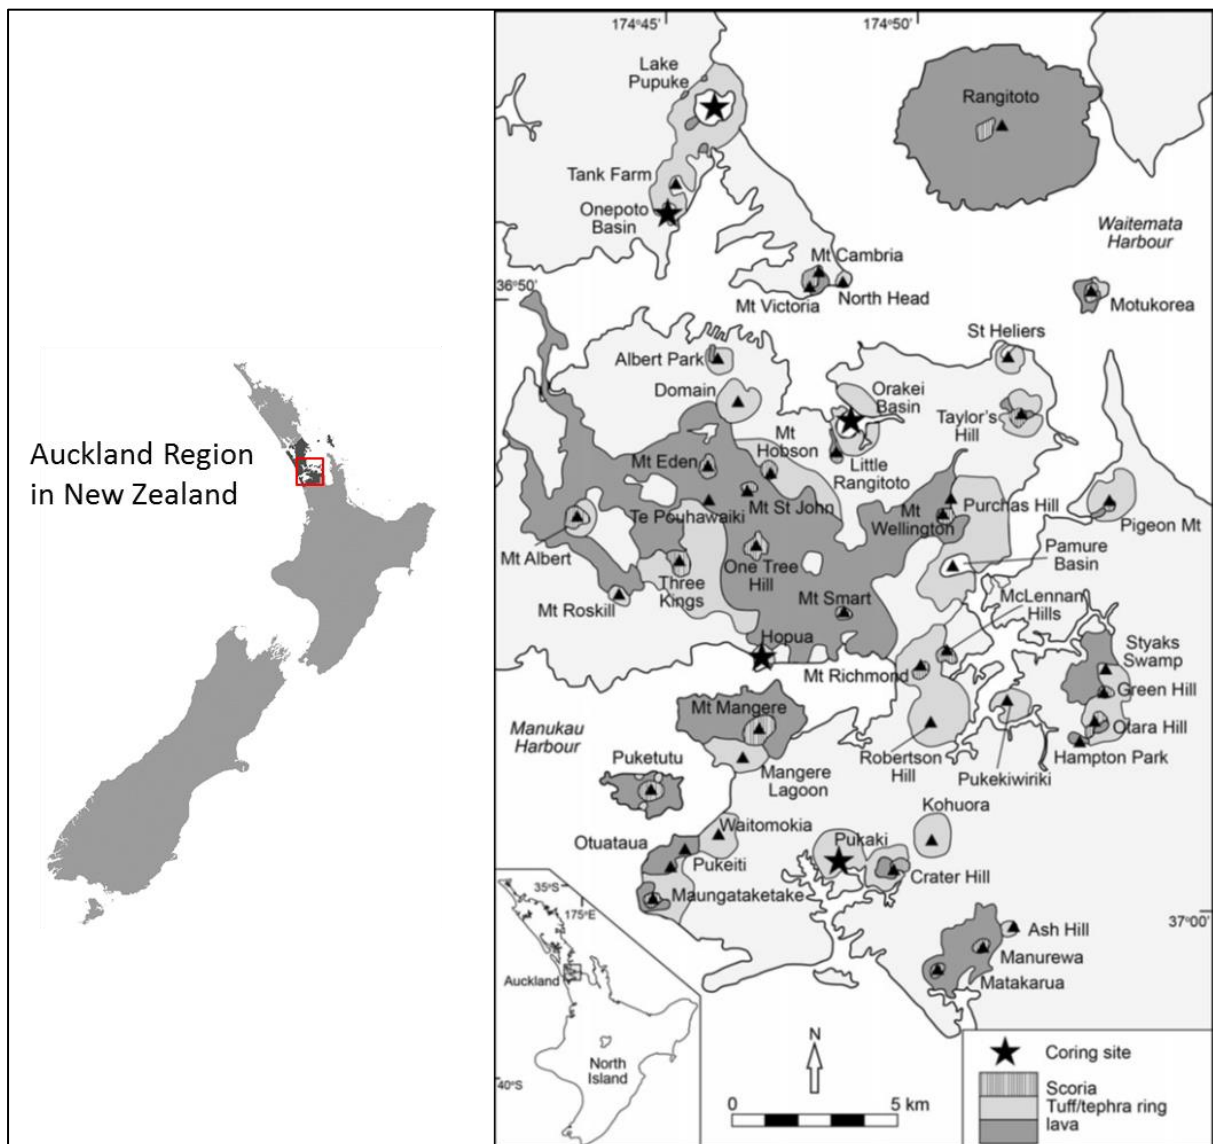 Auckland Region
in New Zealand
174°45'
174°50'
Lake
Pupuke
Rangitoto
Tank Farm
Onepoto
Basin
Waitemata
Harbour
Mt Cambria
36°50'
Mt Victoria
North Head
Motukorea
St Heliers
Albert Park
Domain
Orakei
Basin
Taylor's
Hill
Mt
Hobson
Mt Eden
Little
Rangitoto
Te Pouhawaiki
Mt St John
Mt
Wellington
Purchas Hill
Pigeon Mt
Mt Albert
One Tree
Hill
Pamure
Basin
Three
Kings
Mt Roskill
Mt Smart
McLennan
Hills
Hopua
Mt Richmond
Styaks
Swamp
Green Hill
Mt Mangere
Manukau
Harbour
Otara Hill
Hampton Park
Robertson
Hill
Pukekiwiriki
Puketutu
Mangere
Lagoon
Kohuora
Waitomokia
Pukaki
Otuataua
Pukeiti
Crater Hill
Maungataketake
35°S
175°E
37°00'
Ash Hill
Manurewa
Matakarua
Auckland
North
Island
40°S
N
0
5 km
Coring site
Scoria
Tuff/tephra ring
lava